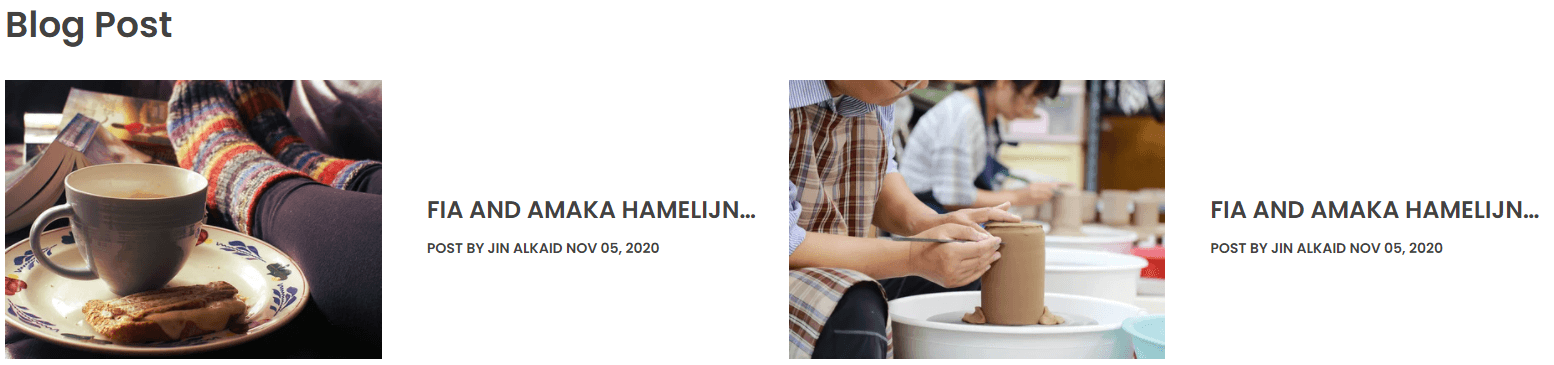 Blog Post
FIA AND AMAKA HAMELIJN...
POST BY JIN ALKAID NOV 05, 2020
FIA AND AMAKA HAMELIJN...
POST BY JIN ALKAID NOV 05, 2020